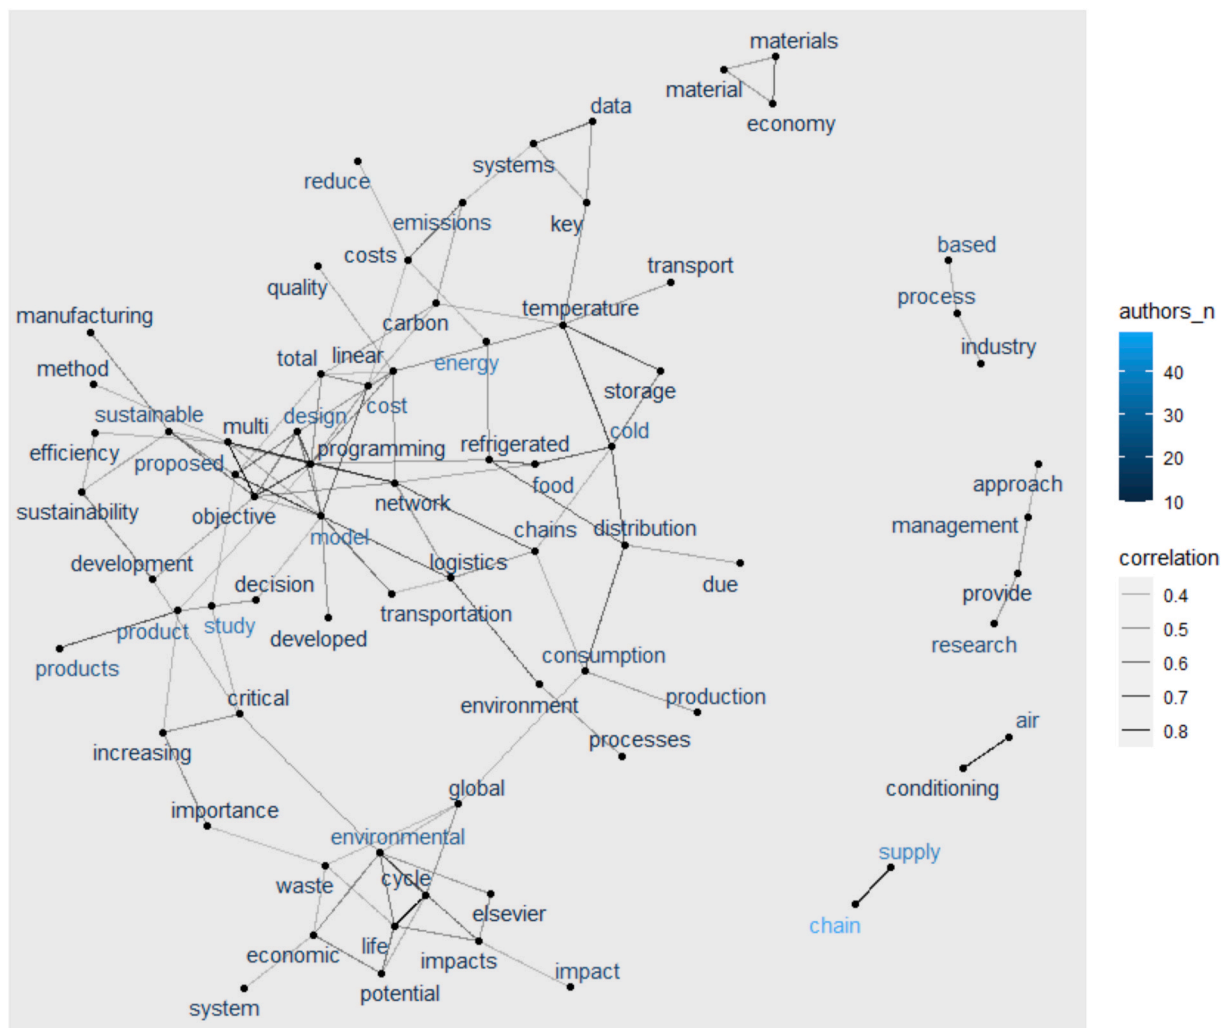 materials
material
economy
data
systems
reduce
emissions
key
costs
transport
quality
temperature
manufacturing
carbon
total
linear
energy
method
storage
cost
sustainable
multi
design
cold
efficiency
proposed
programming
refrigerated
food
sustainability
objective
network
model
chains
distribution
development
logistics
decision
due
product
study
developed
transportation
products
consumption
critical
environment
production
increasing
processes
importance
global
environmental
waste
cycle
elsevier
economic
life
impacts
impact
potential
system
based
process
industry
approach
management
provide
research
air
conditioning
supply
chain
authors_n
40
30
20
10
correlation
0.4
0.5
0.6
0.7
0.8